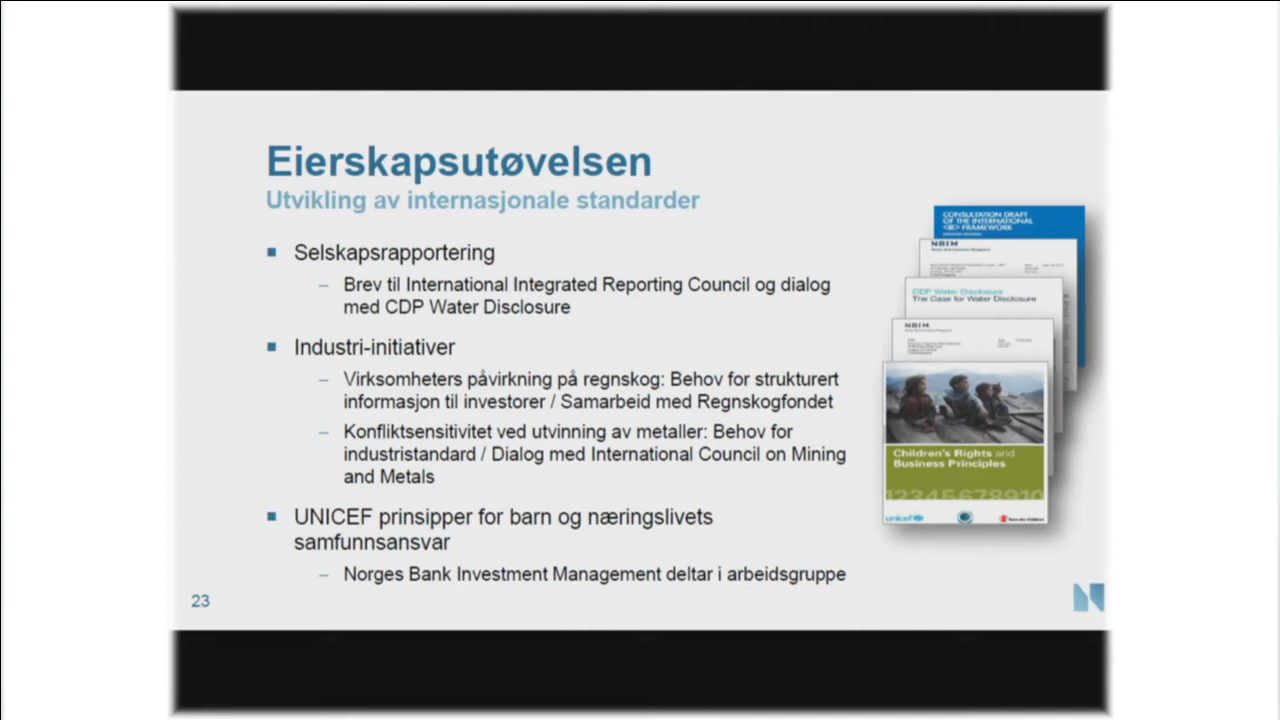 Eierskapsutøvelsen
Utvikling av internasjonale standarder
Selskapsrapportering
– Brev til International Integrated Reporting Council og dialog
med CDP Water Disclosure
Industri-initiativer
– Virksomheters påvirkning på regnskog: Behov for strukturert
informasjon til investorer / Samarbeid med Regnskogfondet
– Konfliktsensitivitet ved utvinning av metaller: Behov for
industristandard / Dialog med International Council on Mining
and Metals
UNICEF prinsipper for barn og næringslivets
samfunnsansvar
– Norges Bank Investment Management deltar i arbeidsgruppe
23
CONSULTATION DRAFT
OF THE INTERNATIONAL
<IR> FRAMEWORK
NBIM
CDP Water Disclosure
The Case for Water Disclosure
NBIM
Children's Rights and
Business Principles
12345678910
unicef
Save the Children